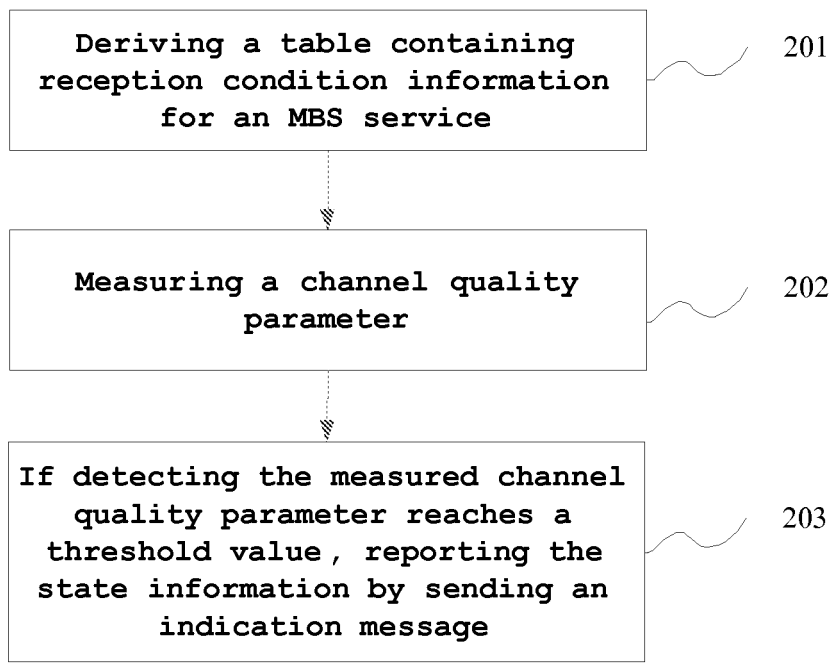 Deriving a table containing
reception condition information
for an MBS service
201
Measuring a channel quality
parameter
202
If detecting the measured channel
quality parameter reaches a
threshold value, reporting the
state information by sending an
indication message
203